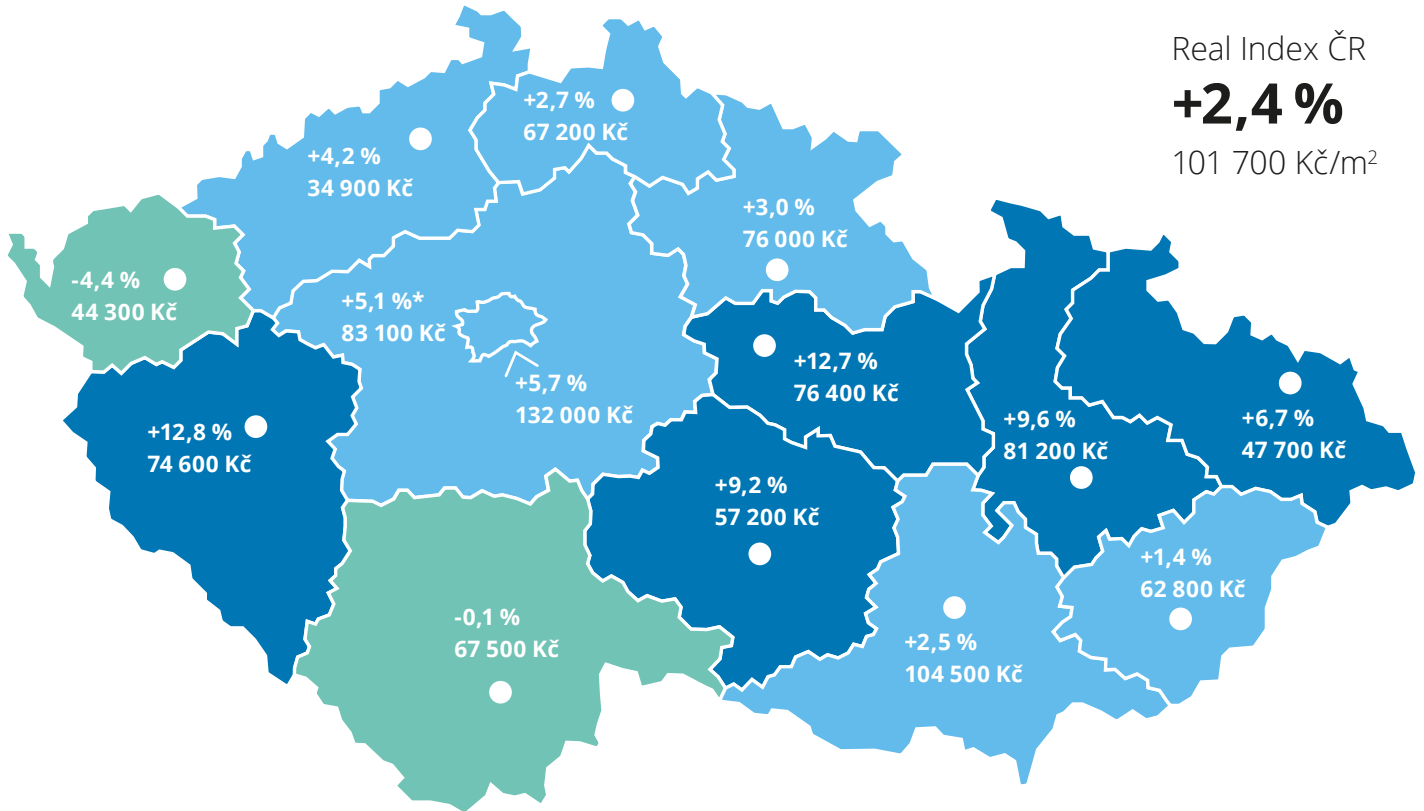 Real Index ČR
+2,4 %
101 700 Kč/m²
+2,7 %
67 200 Kč
+4,2 %
34 900 Kč
+3,0 %
76 000 Kč
-4,4 %
44 300 Kč
+5,1 %*
83 100 Kč
+5,7 %
132 000 Kč
+12,7 %
76 400 Kč
+12,8 %
74 600 Kč
+9,6 %
81 200 Kč
+6,7 %
47 700 Kč
+9,2 %
57 200 Kč
+1,4 %
62 800 Kč
-0,1 %
67 500 Kč
+2,5 %
104 500 Kč